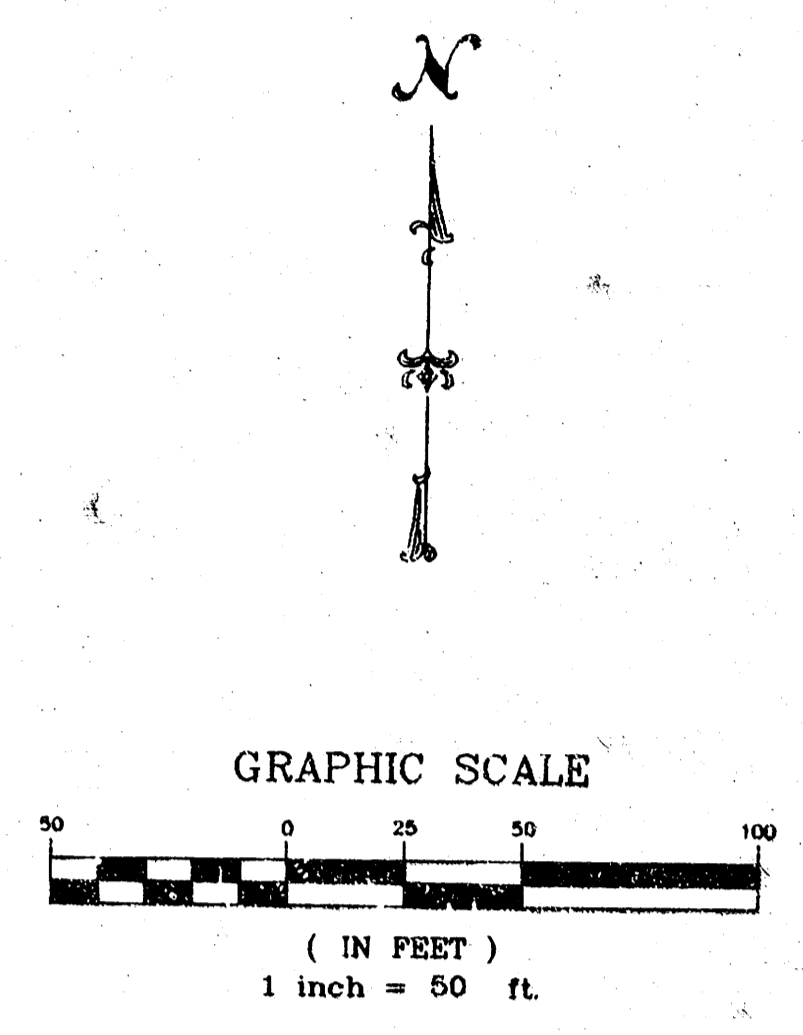 N
GRAPHIC SCALE
50 0 25 50 100
( IN FEET )
1 inch = 50 ft.